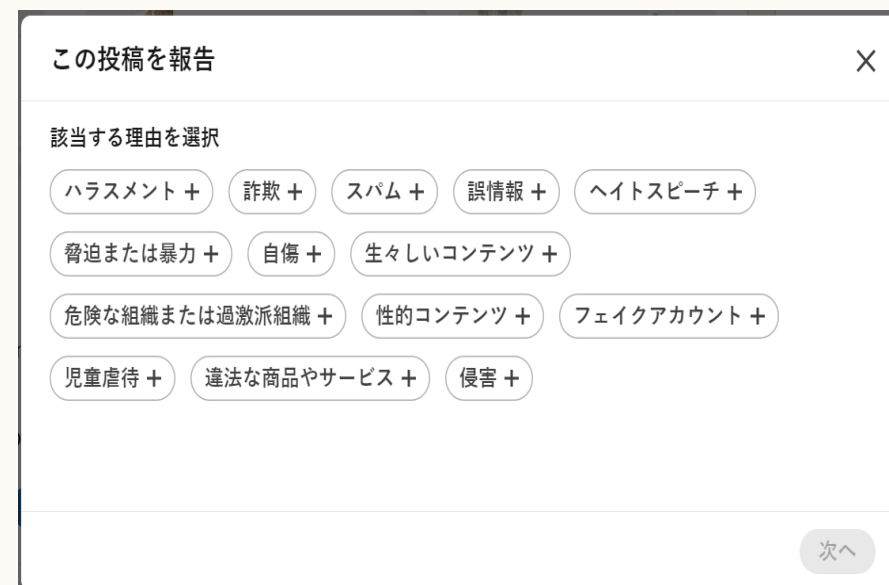 この投稿を報告
該当する理由を選択
ハラスメント + 詐欺 + スパム + 誤情報 + ヘイトスピーチ +
脅迫または暴力 + 自傷 + 生々しいコンテンツ +
危険な組織または過激派組織 + 性的コンテンツ + フェイクアカウント +
児童虐待 + 違法な商品やサービス + 侵害 +
次へ